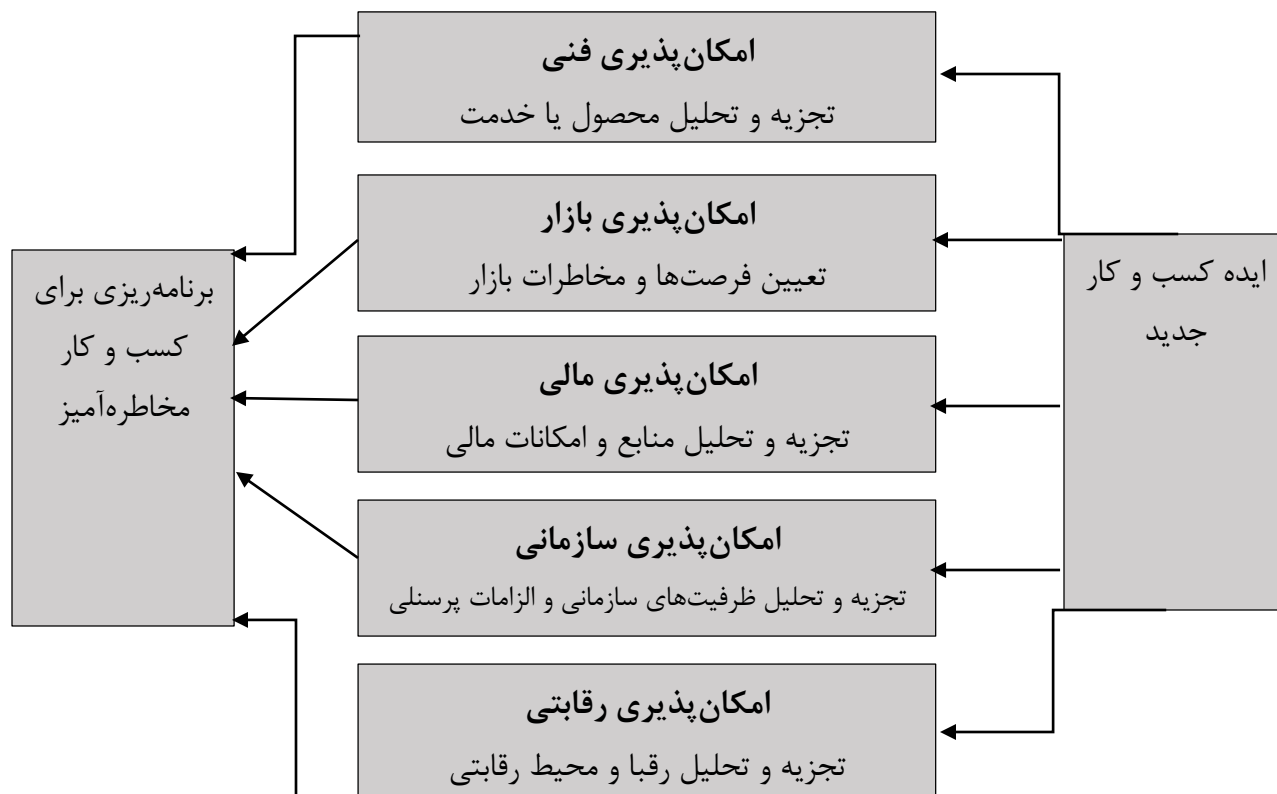 ایده کسب و کار
جدید
امکان‌پذیری فنی
تجزیه و تحلیل محصول یا خدمت
امکان‌پذیری بازار
تعیین فرصت‌ها و مخاطرات بازار
امکان‌پذیری مالی
تجزیه و تحلیل منابع و امکانات مالی
امکان‌پذیری سازمانی
تجزیه و تحلیل ظرفیت‌های سازمانی و الزامات پرسنلی
امکان‌پذیری رقابتی
تجزیه و تحلیل رقبا و محیط رقابتی
برنامه‌ریزی برای
کسب و کار
مخاطره‌آمیز